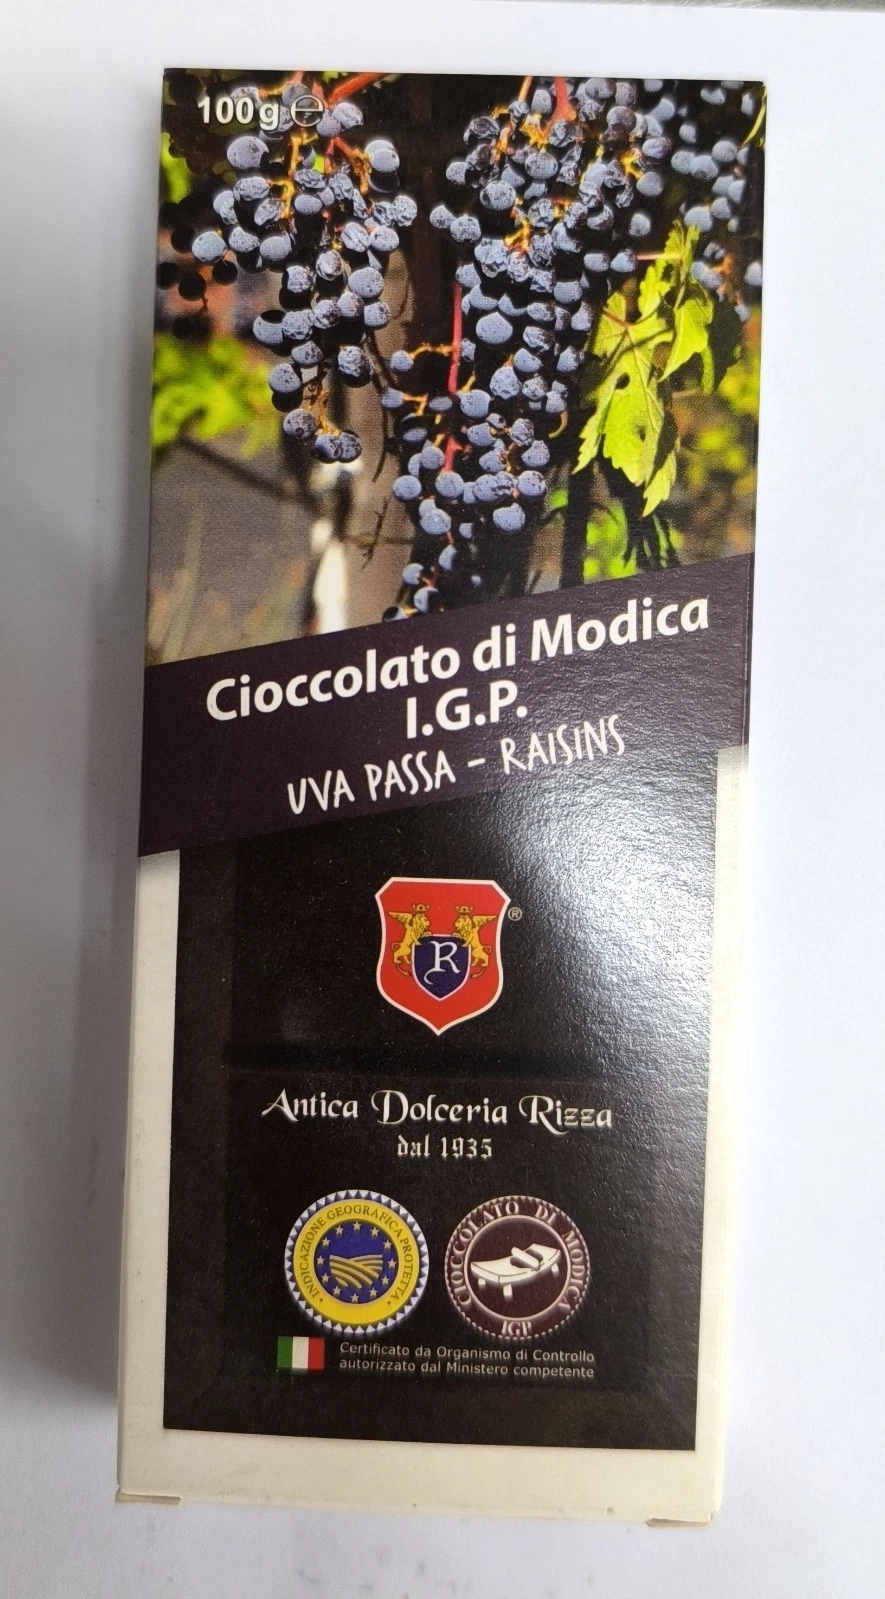 100 g ℮
Cioccolato di Modica
I.G.P.
UVA PASSA - RAISINS
R
®
Antica Dolceria Rizza
dal 1935
INDICAZIONE GEOGRAFICA PROTETTA
CIOCCOLATO DI MODICA
IGP
Certificato da Organismo di Controllo
autorizzato dal Ministero competente